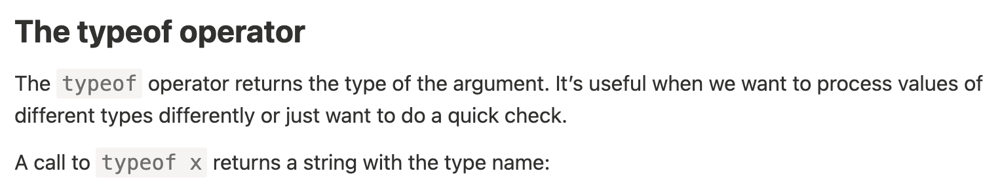 The typeof operator
The typeof operator returns the type of the argument. It’s useful when we want to process values of
different types differently or just want to do a quick check.
A call to typeof x returns a string with the type name: